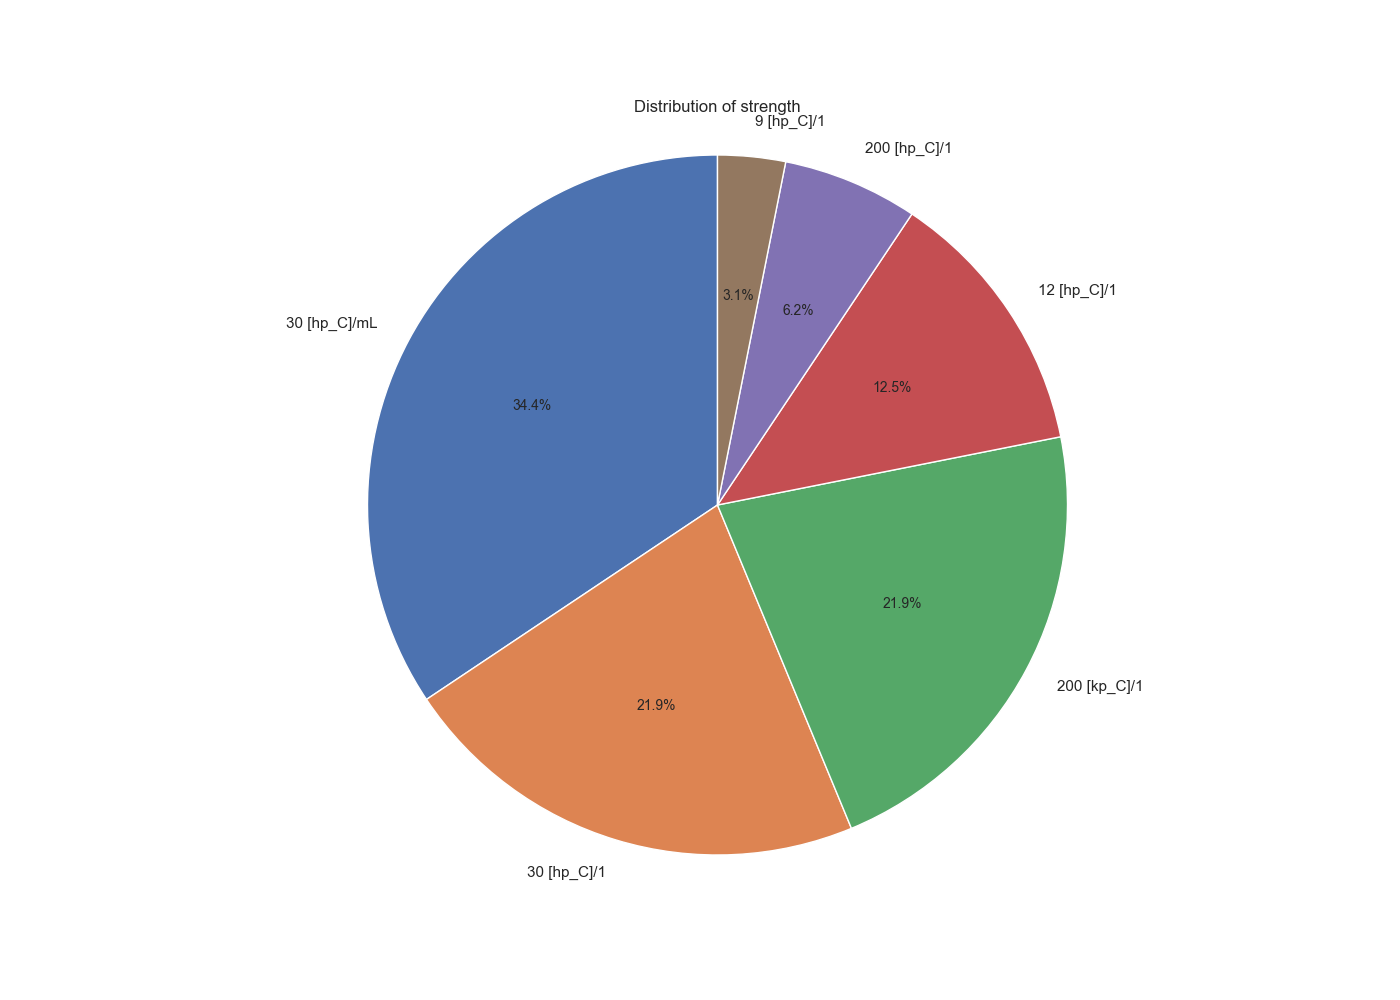 Distribution of strength
9 [hp_C]/1
200 [hp_C]/1
12 [hp_C]/1
30 [hp_C]/mL
3.1%
6.2%
12.5%
34.4%
21.9%
200 [kp_C]/1
21.9%
30 [hp_C]/1